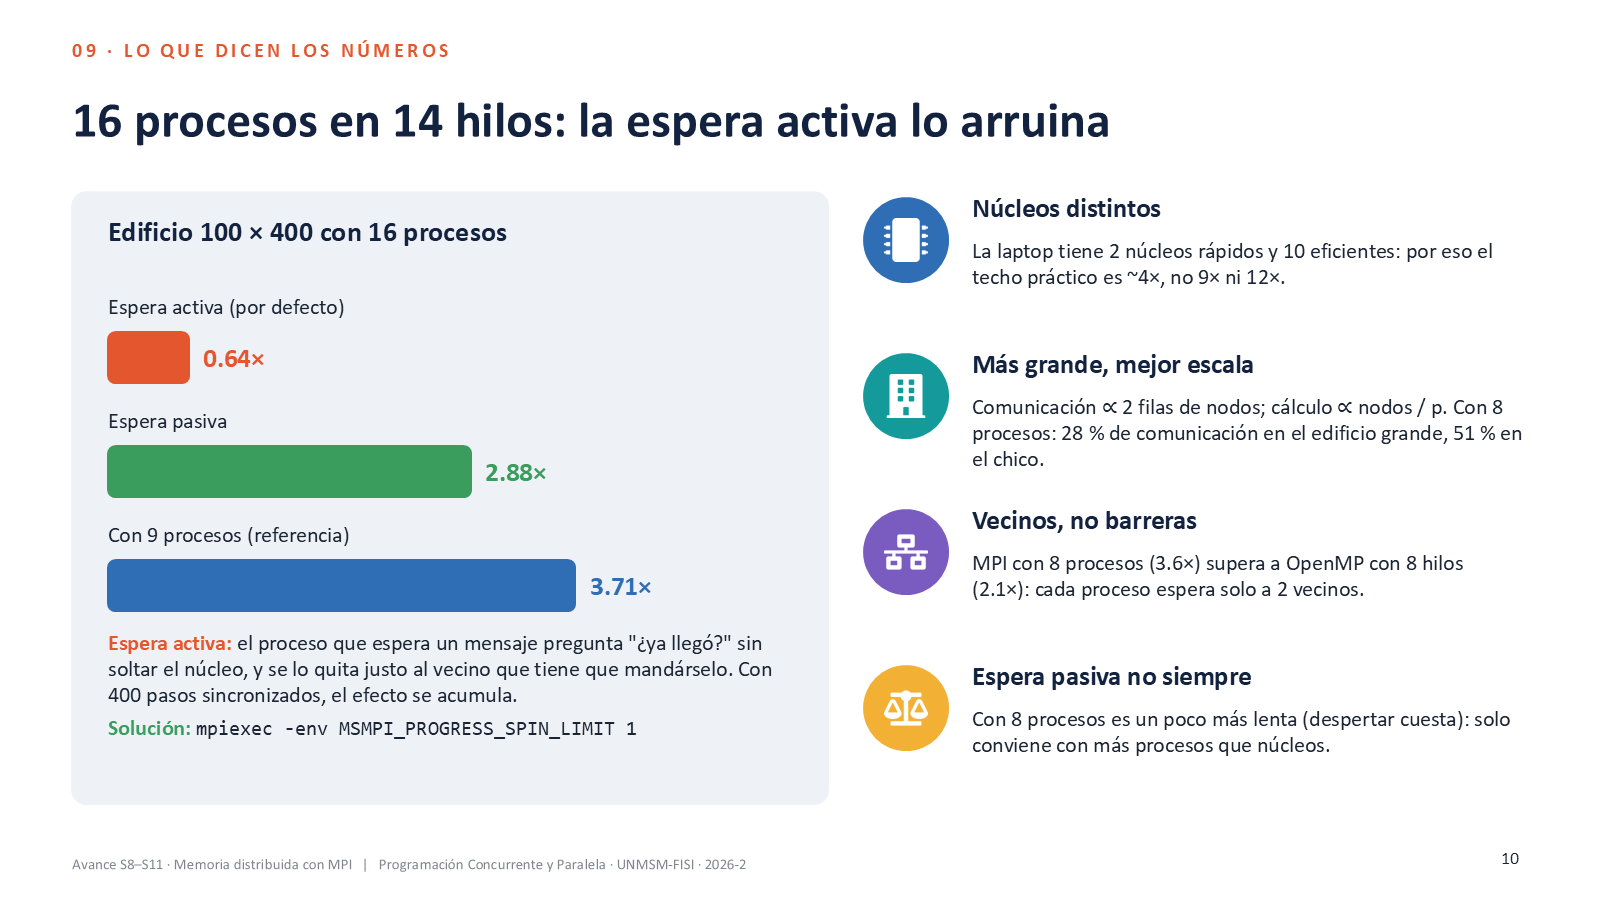 09 · LO QUE DICEN LOS NÚMEROS
16 procesos en 14 hilos: la espera activa lo arruina
Edificio 100 × 400 con 16 procesos
Espera activa (por defecto)
0.64×
Espera pasiva
2.88×
Con 9 procesos (referencia)
3.71×
Espera activa: el proceso que espera un mensaje pregunta "¿ya llegó?" sin
soltar el núcleo, y se lo quita justo al vecino que tiene que mandárselo. Con
400 pasos sincronizados, el efecto se acumula.
Solución: mpiexec -env MSMPI_PROGRESS_SPIN_LIMIT 1
Núcleos distintos
La laptop tiene 2 núcleos rápidos y 10 eficientes: por eso el
techo práctico es ~4×, no 9× ni 12×.
Más grande, mejor escala
Comunicación ∝ 2 filas de nodos; cálculo ∝ nodos / p. Con 8
procesos: 28 % de comunicación en el edificio grande, 51 % en
el chico.
Vecinos, no barreras
MPI con 8 procesos (3.6×) supera a OpenMP con 8 hilos
(2.1×): cada proceso espera solo a 2 vecinos.
Espera pasiva no siempre
Con 8 procesos es un poco más lenta (despertar cuesta): solo
conviene con más procesos que núcleos.
Avance S8–S11 · Memoria distribuida con MPI | Programación Concurrente y Paralela · UNMSM-FISI · 2026-2
10